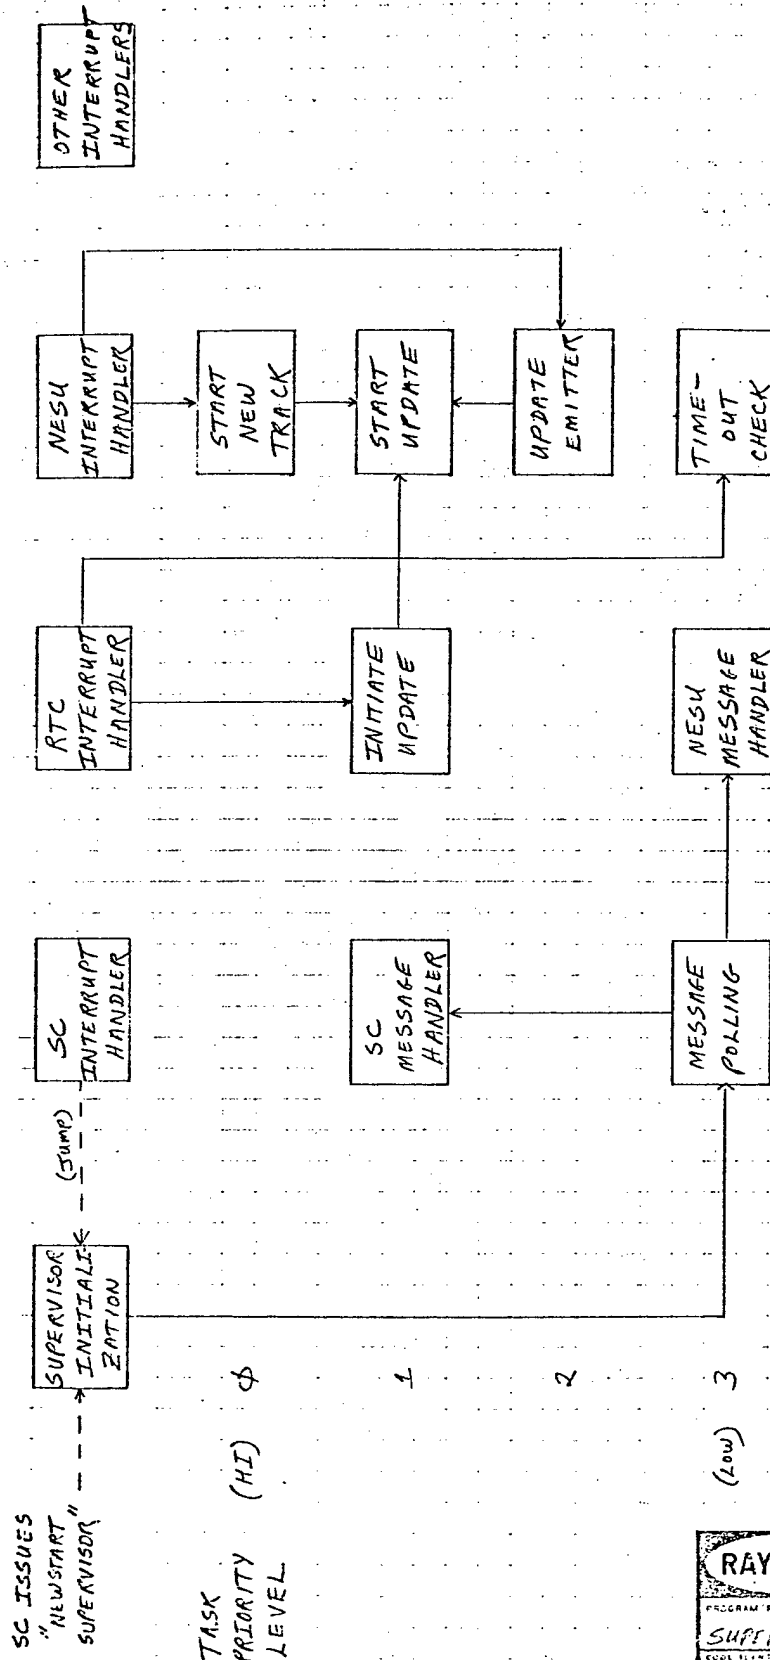 SC ISSUES
"NEWSTART
SUPERVISOR"
SUPERVISOR
INITIALI
ZATION
(JUMP)
SC
INTERRUPT
HANDLER
RTC
INTERRUPT
HANDLER
NESU
INTERRUPT
HANDLER
OTHER
INTERRUPT
HANDLERS
TASK
PRIORITY
LEVEL
(HI) φ
START
NEW
TRACK
1
SC
MESSAGE
HANDLER
INITIATE
UPDATE
START
UPDATE
2
UPDATE
EMITTER
(LOW) 3
MESSAGE
POLLING
NESU
MESSAGE
HANDLER
TIME-
OUT
CHECK
RAY